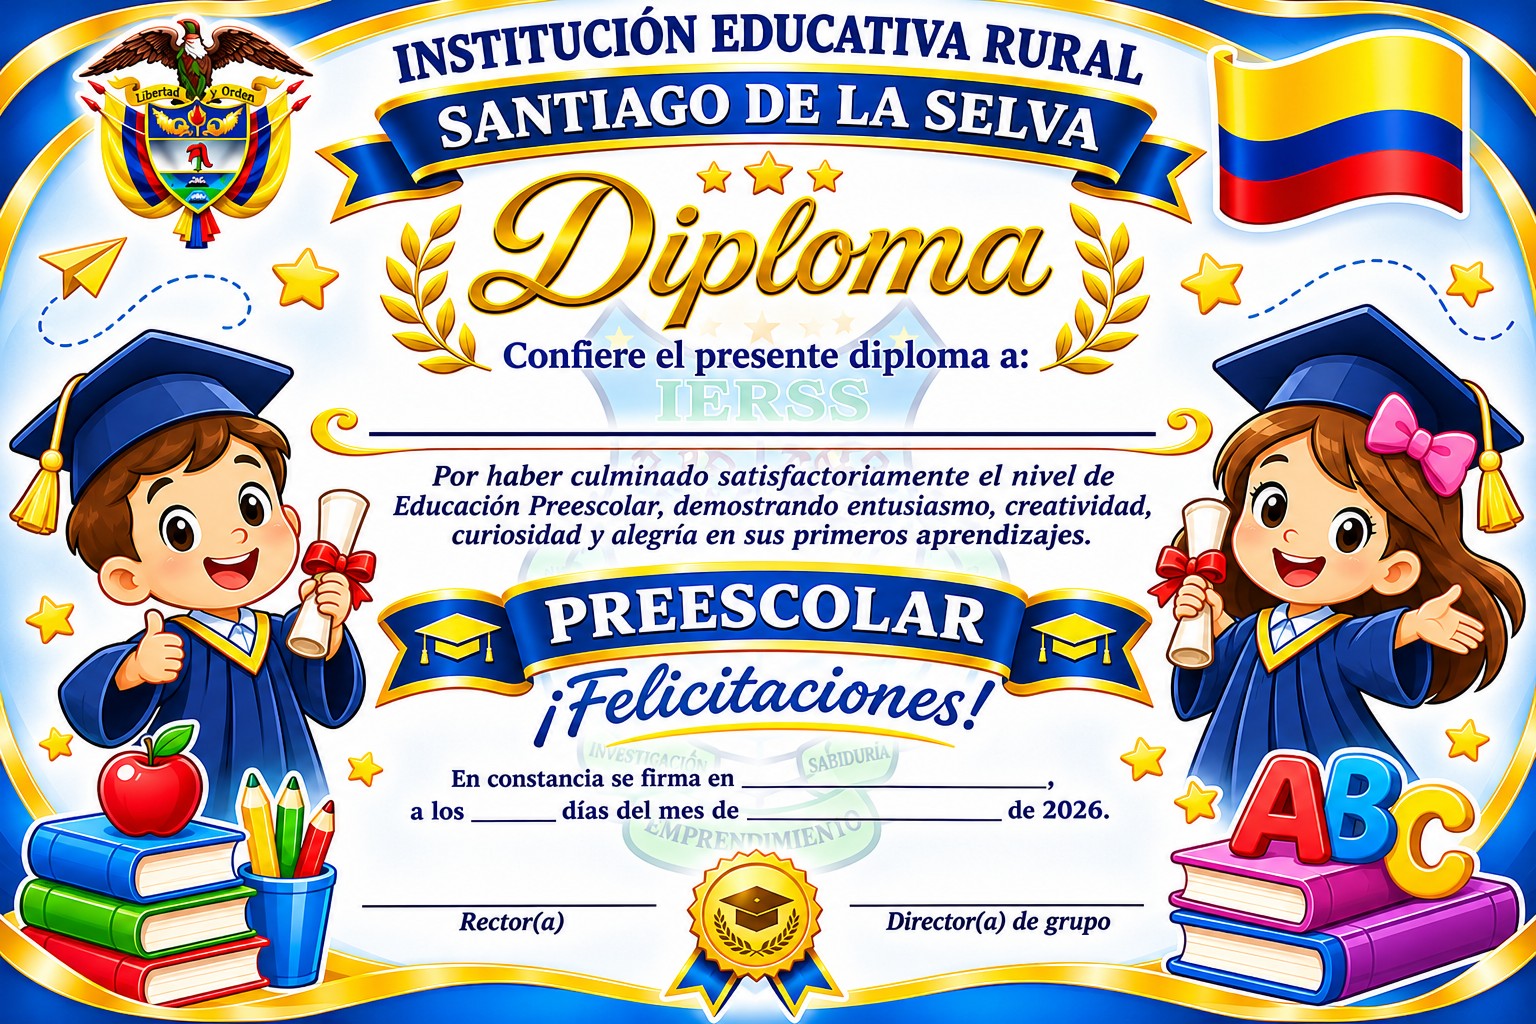 INSTITUCIÓN EDUCATIVA RURAL
SANTIAGO DE LA SELVA
Libertad y Orden
Diploma
Confiere el presente diploma a:
IERSS
Por haber culminado satisfactoriamente el nivel de
Educación Preescolar, demostrando entusiasmo, creatividad,
curiosidad y alegría en sus primeros aprendizajes.
PREESCOLAR
¡Felicitaciones!
INVESTIGACIÓN SABIDURÍA
En constancia se firma en ______________________,
a los ______ días del mes de __________________ de 2026.
EMPRENDIMIENTO
Rector(a) Director(a) de grupo
ABC